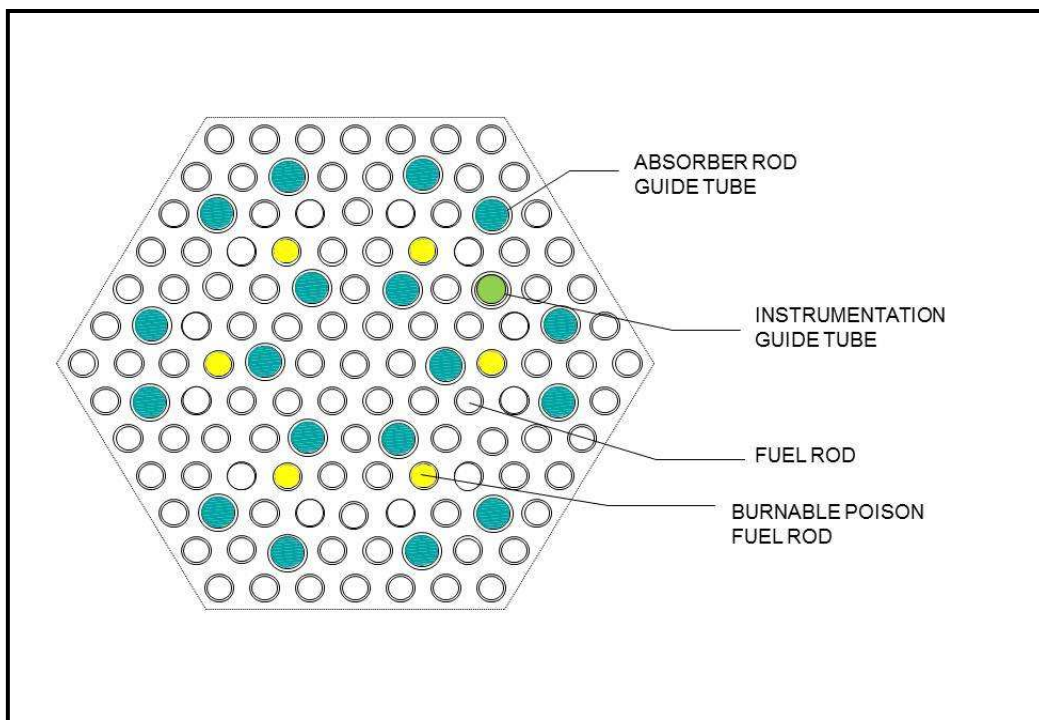 ABSORBER ROD
GUIDE TUBE
INSTRUMENTATION
GUIDE TUBE
FUEL ROD
BURNABLE POISON
FUEL ROD